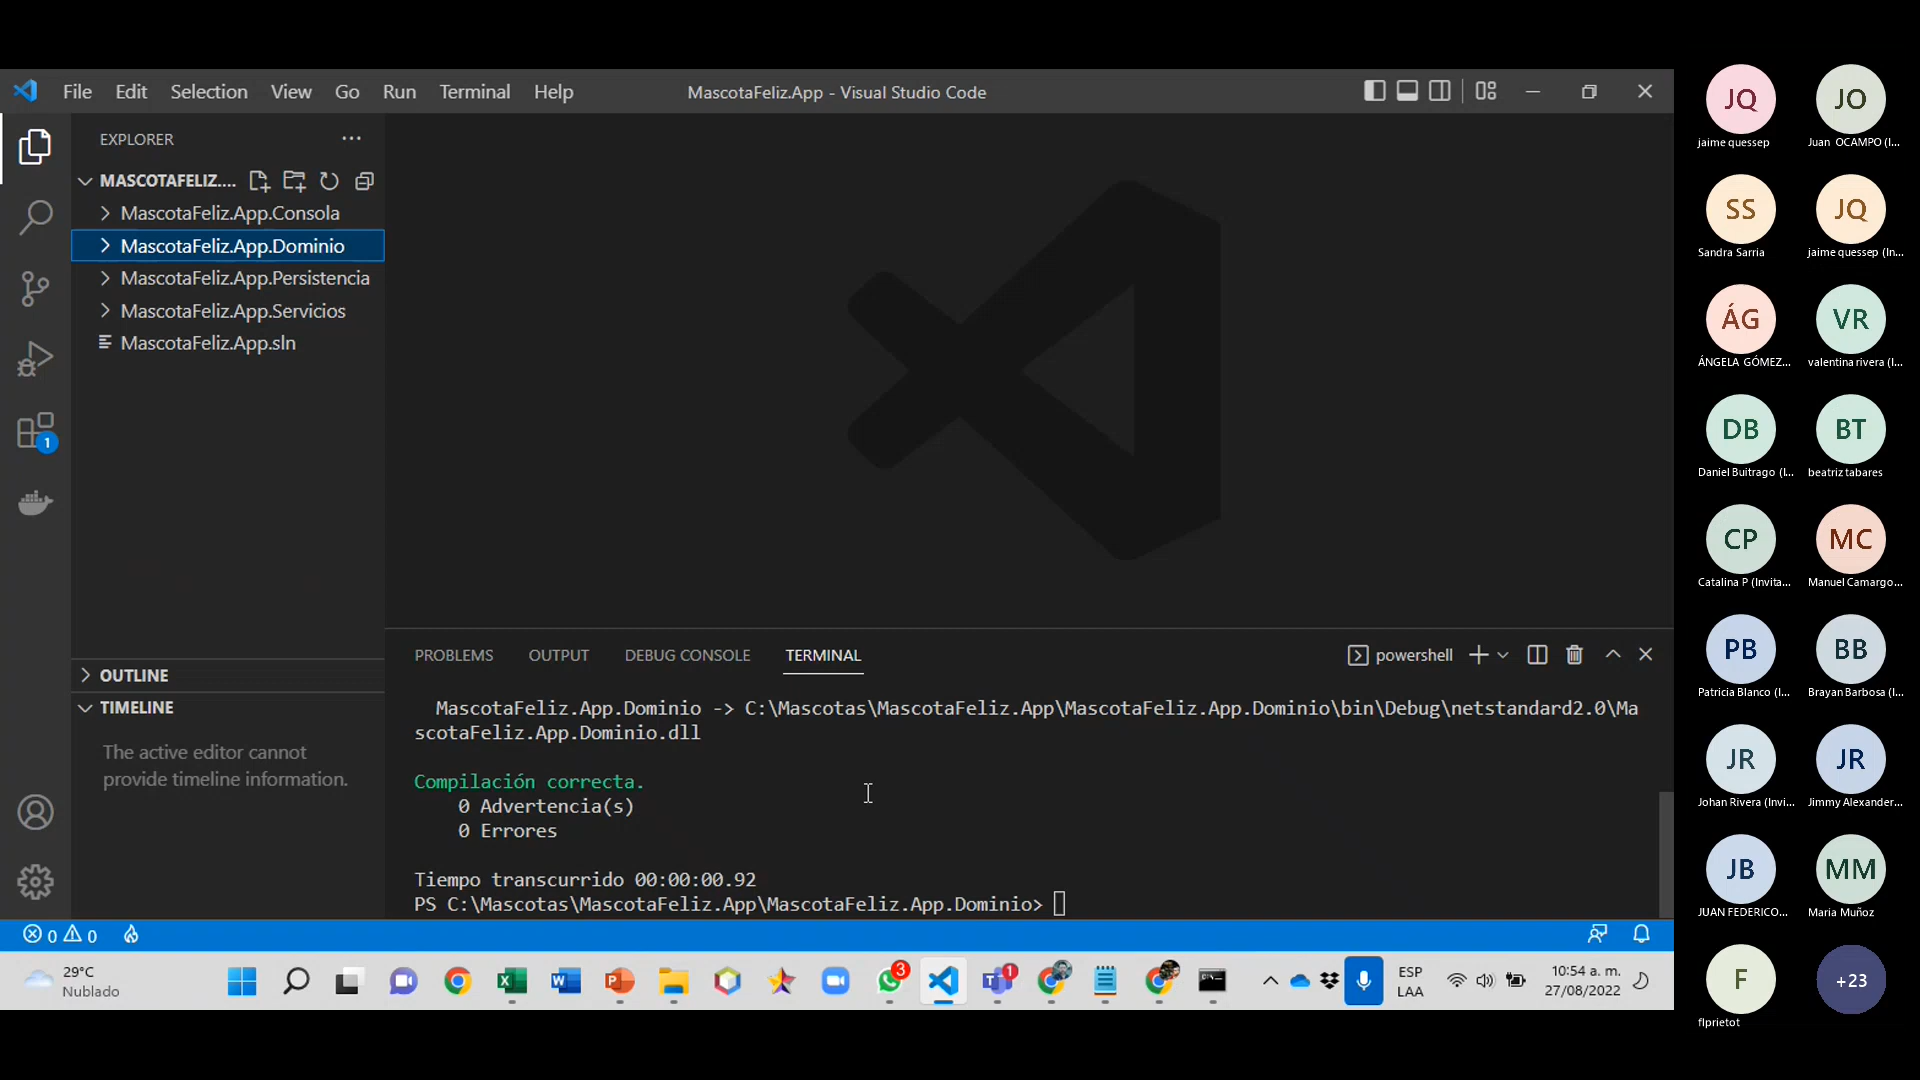 File Edit Selection View Go Run Terminal Help
MascotaFeliz.App - Visual Studio Code
EXPLORER
MASCOTAFELIZ....
MascotaFeliz.App.Consola
MascotaFeliz.App.Dominio
MascotaFeliz.App.Persistencia
MascotaFeliz.App.Servicios
MascotaFeliz.App.sln
OUTLINE
TIMELINE
The active editor cannot
provide timeline information.
1
PROBLEMS OUTPUT DEBUG CONSOLE TERMINAL
powershell
MascotaFeliz.App.Dominio -> C:\Mascotas\MascotaFeliz.App\MascotaFeliz.App.Dominio\bin\Debug\netstandard2.0\Ma
scotaFeliz.App.Dominio.dll
Compilación correcta.
0 Advertencia(s)
0 Errores
Tiempo transcurrido 00:00:00.92
PS C:\Mascotas\MascotaFeliz.App\MascotaFeliz.App.Dominio>
0 0
29°C
Nublado
3
1
ESP
LAA
10:54 a. m.
27/08/2022
JQ JO
jaime quessep Juan OCAMPO (I...
SS JQ
Sandra Sarria jaime quessep (In...
ÁG VR
ÁNGELA GÓMEZ... valentina rivera (I...
DB BT
Daniel Buitrago (I... beatriz tabares
CP MC
Catalina P (Invita... Manuel Camargo...
PB BB
Patricia Blanco (I... Brayan Barbosa (I...
JR JR
Johan Rivera (Invi... Jimmy Alexander...
JB MM
JUAN FEDERICO... Maria Muñoz
F +23
flprietot